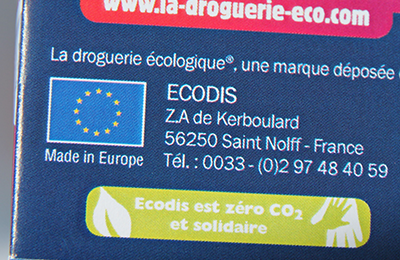 www.la-droguerie-eco.com
La droguerie écologique®, une marque déposée
ECODIS
Z.A de Kerboulard
56250 Saint Nolff - France
Made in Europe
Tél. : 0033 - (0)2 97 48 40 59
Ecodis est zéro CO₂
et solidaire